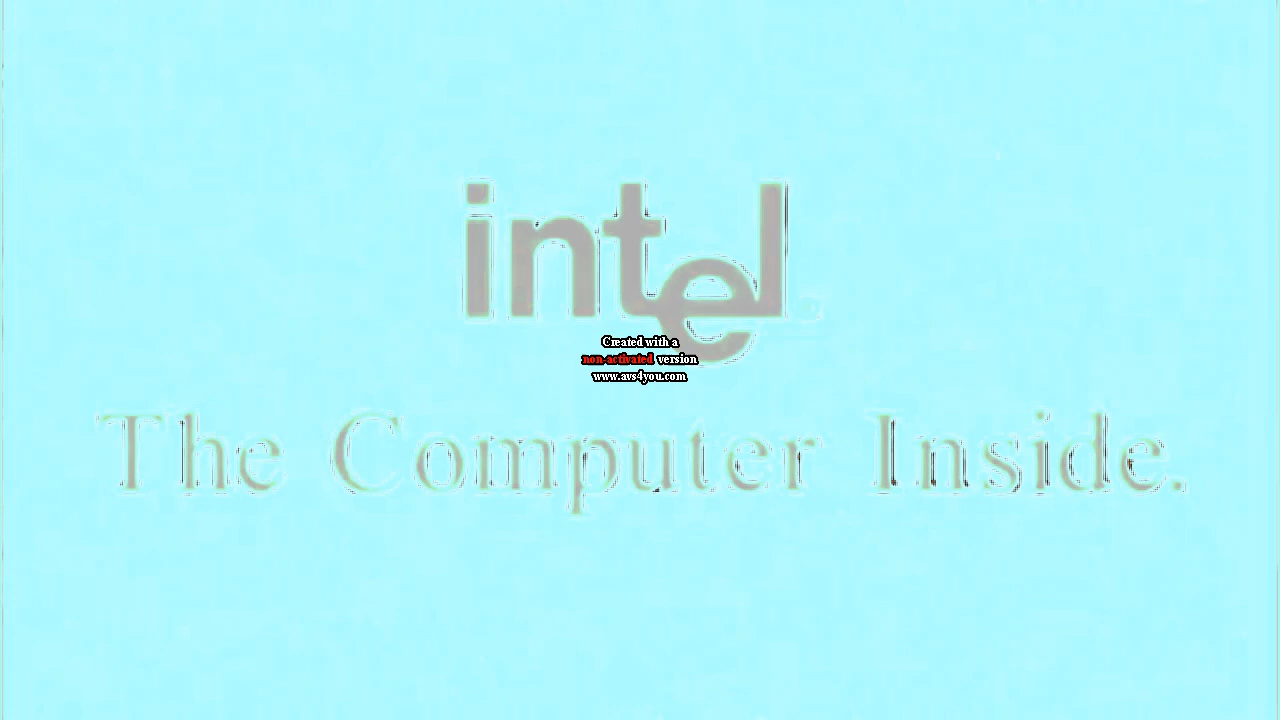 intel
Created with a
non-activated version
www.avs4you.com
The Computer Inside.